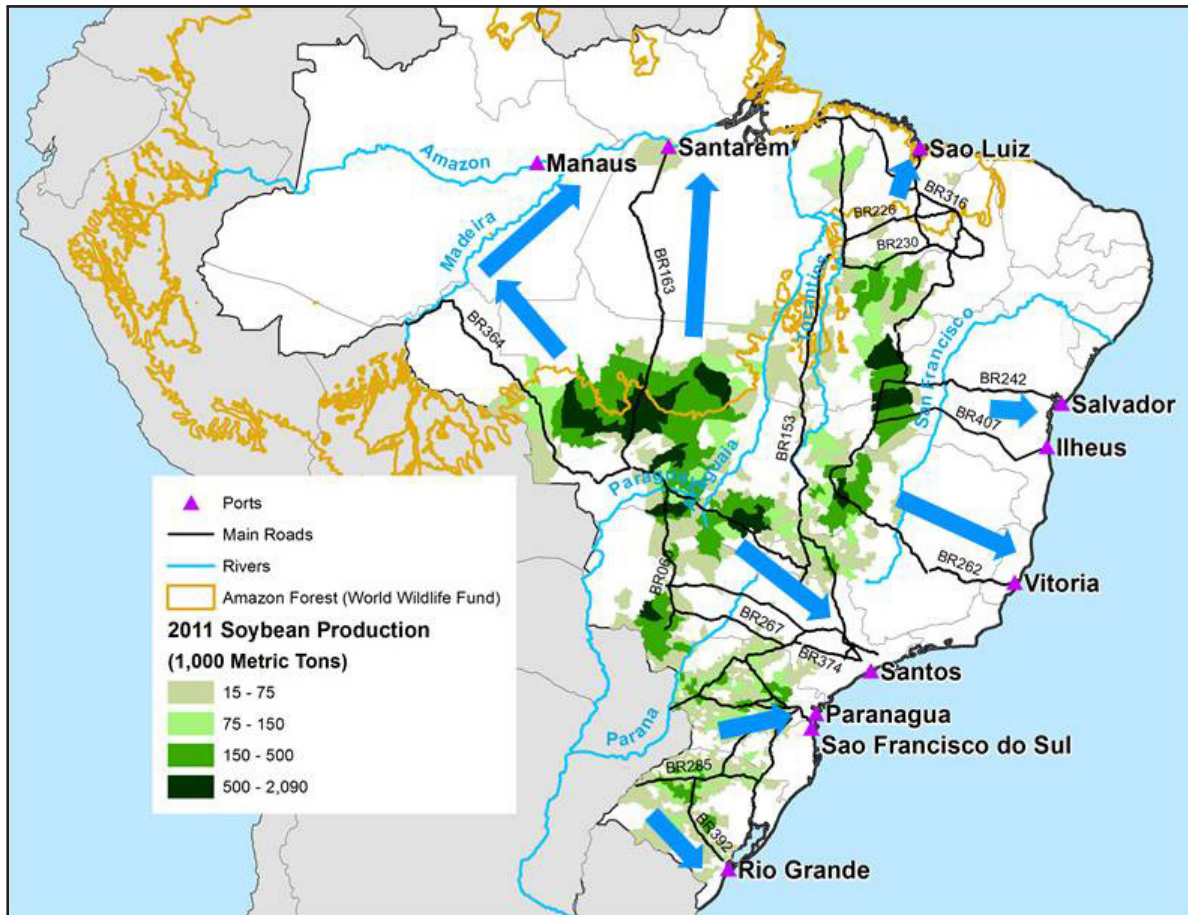 Amazon
Manaus
Santarem
Sao Luiz
Madeira
BR316
BR226
BR230
BR163
Tocantins
BR364
San Francisco
BR242
Salvador
BR407
Ilheus
BR153
BR262
Vitoria
BR267
BR374
Santos
Paranagua
Sao Francisco do Sul
Parana
BR285
BR392
Rio Grande
Ports
Main Roads
Rivers
Amazon Forest (World Wildlife Fund)
2011 Soybean Production
(1,000 Metric Tons)
15 - 75
75 - 150
150 - 500
500 - 2,090